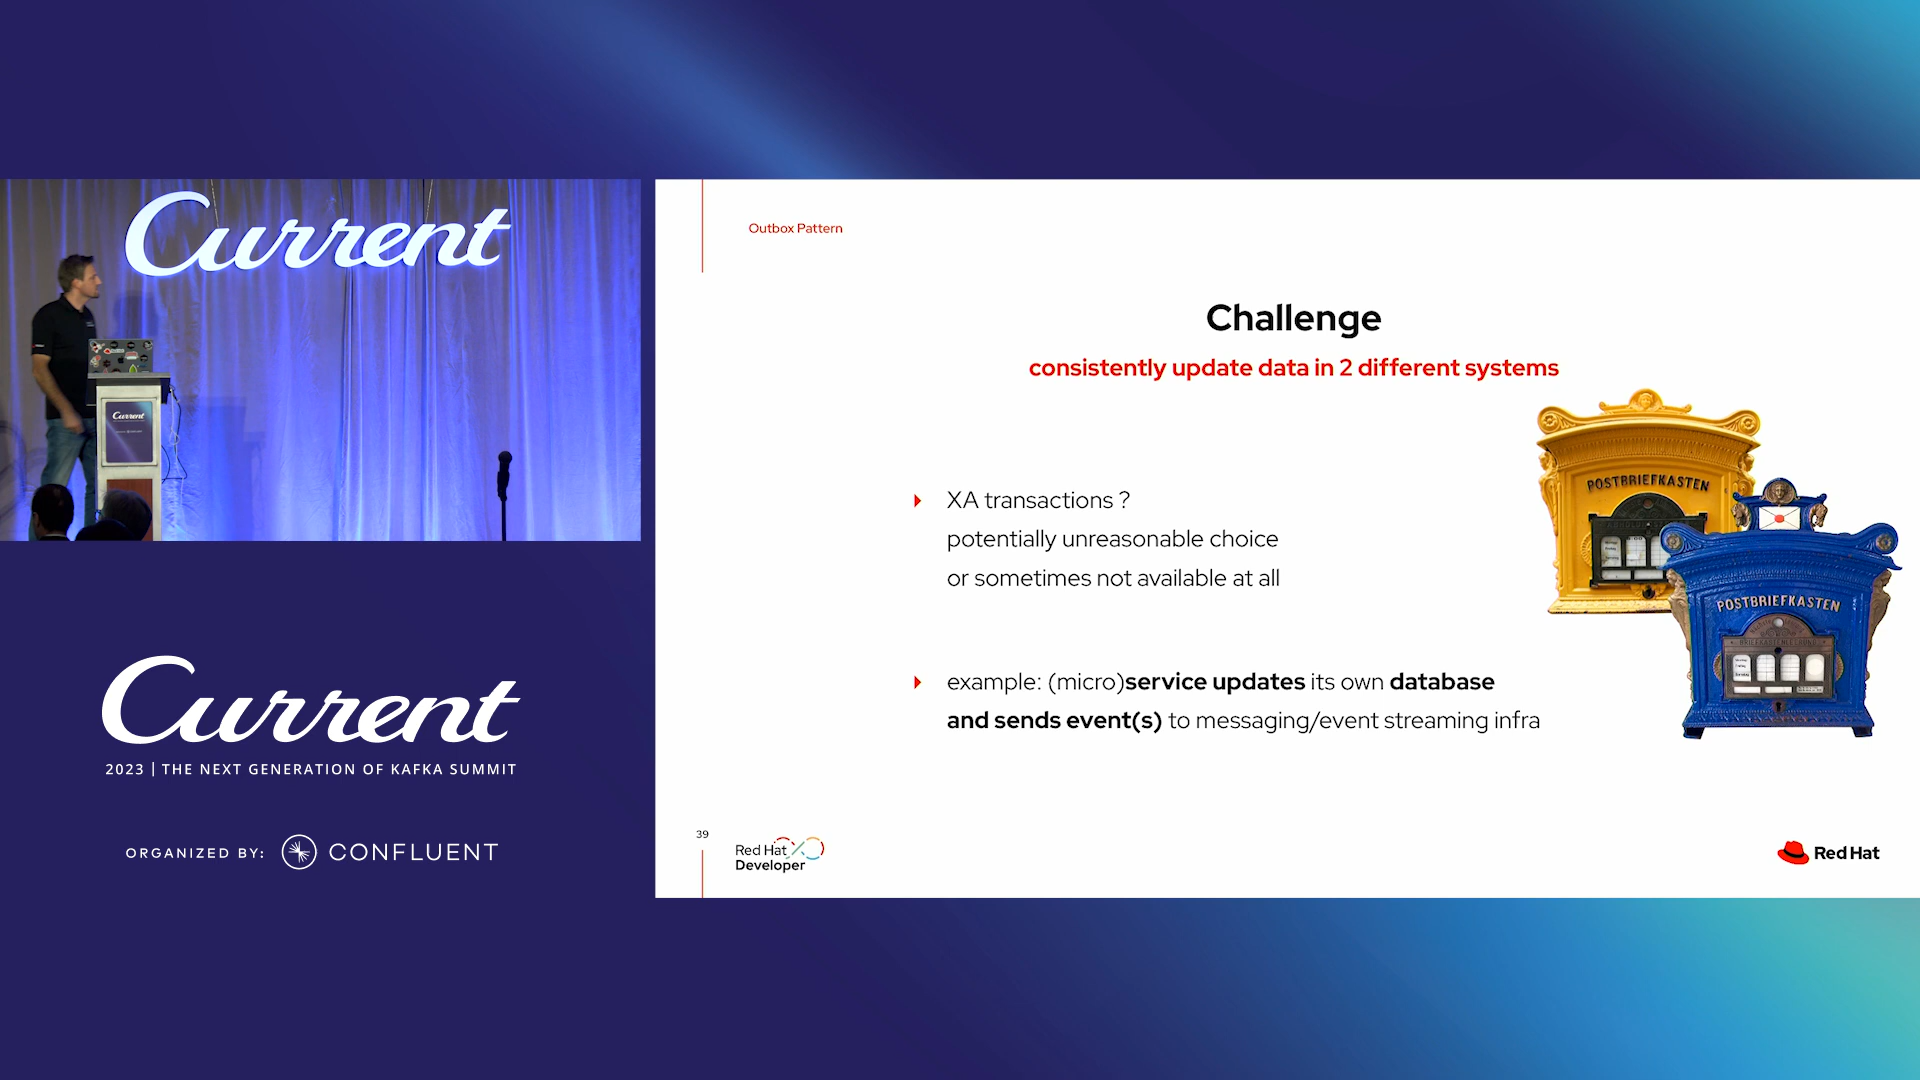 Current
Current
Current
2023 | THE NEXT GENERATION OF KAFKA SUMMIT
ORGANIZED BY: CONFLUENT
Outbox Pattern
Challenge
consistently update data in 2 different systems
XA transactions ?
potentially unreasonable choice
or sometimes not available at all
example: (micro)service updates its own database
and sends event(s) to messaging/event streaming infra
POSTBRIEFKASTEN
POSTBRIEFKASTEN
39
Red Hat
Developer
Red Hat